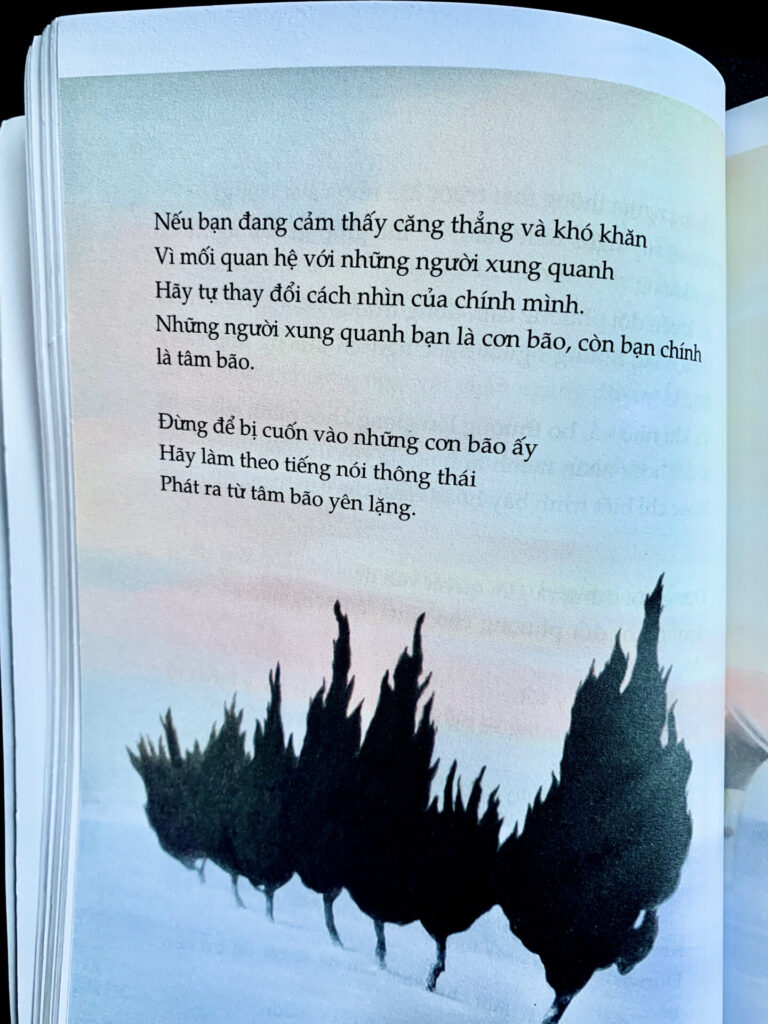 Nếu bạn đang cảm thấy căng thẳng và khó khăn
Vì mối quan hệ với những người xung quanh
Hãy tự thay đổi cách nhìn của chính mình.
Những người xung quanh bạn là cơn bão, còn bạn chính
là tâm bão.
Đừng để bị cuốn vào những cơn bão ấy
Hãy làm theo tiếng nói thông thái
Phát ra từ tâm bão yên lặng.